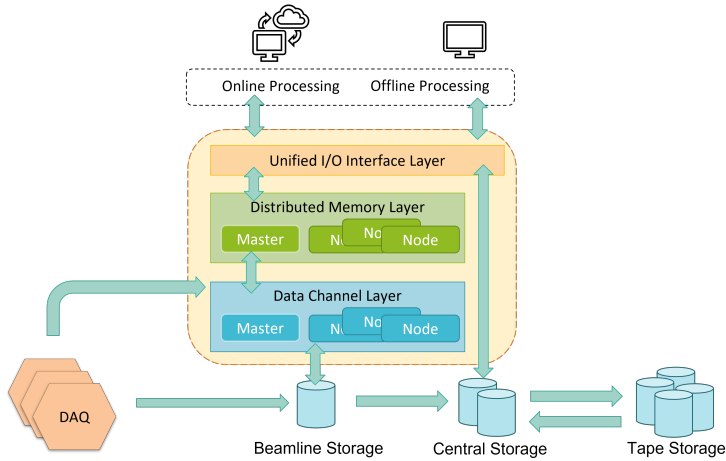 Online Processing
Offline Processing
Unified I/O Interface Layer
Distributed Memory Layer
Master
Node
Data Channel Layer
Master
Node
DAQ
Beamline Storage
Central Storage
Tape Storage